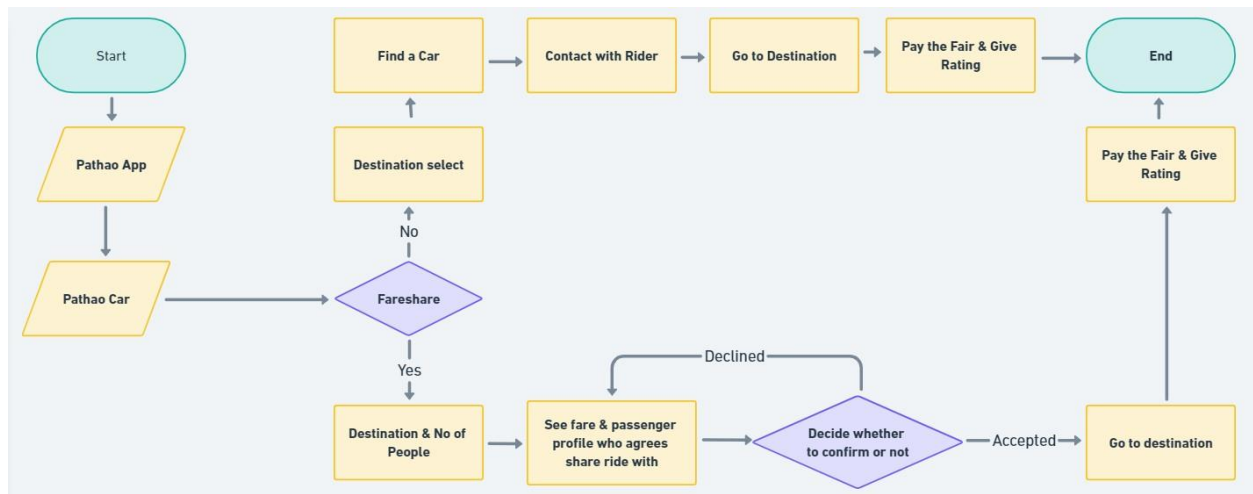 Start
Find a Car
Contact with Rider
Go to Destination
Pay the Fair & Give
Rating
End
Pathao App
Destination select
Pay the Fair & Give
Rating
No
Pathao Car
Fareshare
Yes
Declined
Destination & No of
People
See fare & passenger
profile who agrees
share ride with
Decide whether
to confirm or not
Accepted
Go to destination